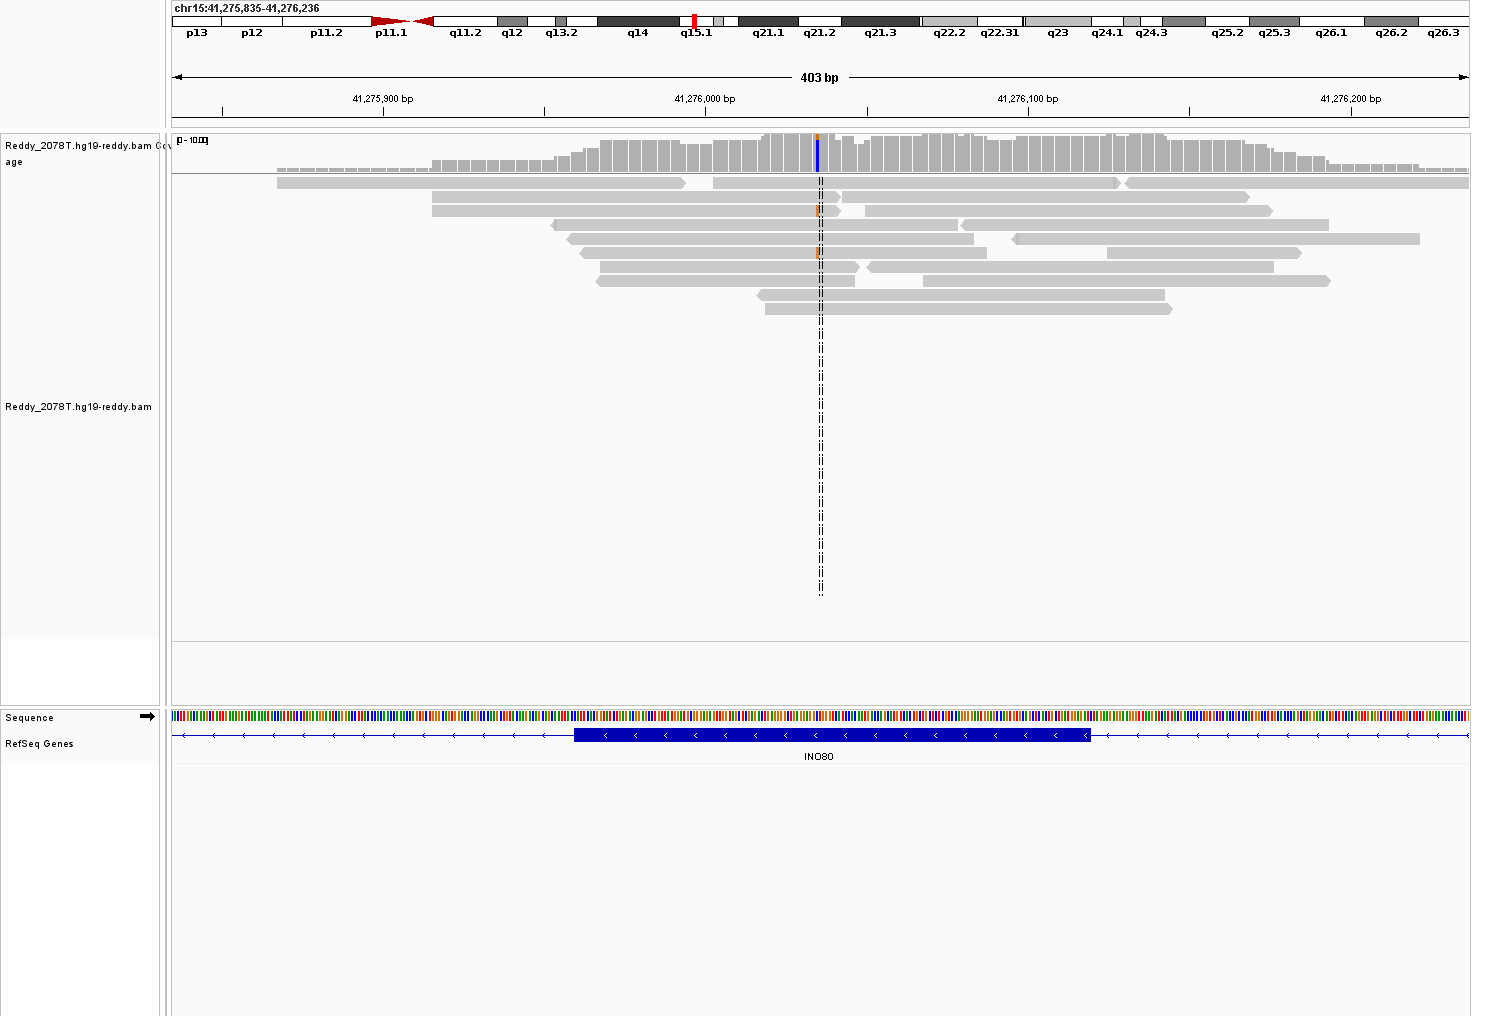 chr15:41,275,835-41,276,236
p13 p12 p11.2 p11.1 q11.2 q12 q13.2 q14 q15.1 q21.1 q21.2 q21.3 q22.2 q22.31 q23 q24.1 q24.3 q25.2 q25.3 q26.1 q26.2 q26.3
403 bp
41,275,900 bp 41,276,000 bp 41,276,100 bp 41,276,200 bp
Reddy_2078T.hg19-reddy.bam Cov
age
[0 - 10.00]
Reddy_2078T.hg19-reddy.bam
Sequence
RefSeq Genes
INO80